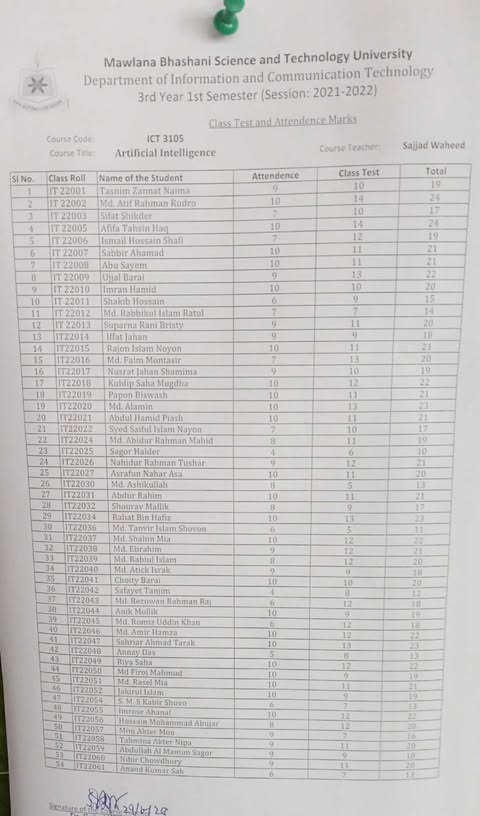 Mawlana Bhashani Science and Technology University
Department of Information and Communication Technology
3rd Year 1st Semester (Session: 2021-2022)
Class Test and Attendence Marks
Course Code: ICT 3105
Course Title: Artificial Intelligence Course Teacher: Sajjad Waheed
Sl No. Class Roll Name of the Student Attendence Class Test Total
1 IT 22001 Tasnim Zannat Naima 9 10 19
2 IT 22002 Md. Atif Rahman Rudro 10 14 24
3 IT 22003 Sifat Shikder 7 10 17
4 IT 22005 Afifa Tahsin Haq 10 14 24
5 IT 22006 Ismail Hossain Shafi 7 12 19
6 IT 22007 Sabbir Ahamad 10 11 21
7 IT 22008 Abu Sayem 10 11 21
8 IT 22009 Ujjal Barai 9 13 22
9 IT 22010 Imran Hamid 10 10 20
10 IT 22011 Shakib Hossain 6 9 15
11 IT 22012 Md. Rabbikol Islam Ratul 7 7 14
12 IT 22013 Suparna Rani Bristy 9 11 20
13 IT22014 Iffat Jahan 9 9 18
14 IT22015 Rajon Islam Noyon 10 11 21
15 IT22016 Md. Faim Montasir 7 13 20
16 IT22017 Nusrat Jahan Shamima 9 10 19
17 IT22018 Kuldip Saha Mugdha 10 12 22
18 IT22019 Papon Biswash 10 11 21
19 IT22020 Md. Alamin 10 13 23
20 IT22021 Abdul Hamid Piash 10 11 21
21 IT22022 Syed Saiful Islam Nayon 7 10 17
22 IT22024 Md. Abidur Rahman Mahid 8 11 19
23 IT22025 Sagor Halder 4 6 10
24 IT22026 Nahidur Rahman Tushar 9 12 21
25 IT22027 Asrafun Nahar Asa 10 11 20
26 IT22030 Md. Ashikullah 8 5 13
27 IT22031 Abdur Rahim 10 11 21
28 IT22032 Shourav Mallik 8 9 17
29 IT22034 Rahat Bin Hafiz 10 13 23
30 IT22036 Md. Tanvir Islam Shovon 6 5 11
31 IT22037 Md. Shahin Mia 10 12 22
32 IT22038 Md. Ebrahim 9 12 21
33 IT22039 Md. Rabiul Islam 8 12 20
34 IT22040 Md. Atick Israk 9 9 18
35 IT22041 Choity Barai 10 10 20
36 IT22042 Safayet Tanjim 4 8 12
37 IT22043 Md. Rezowan Rahman Raj 6 12 18
38 IT22044 Anik Mollik 10 9 19
39 IT22045 Md. Romiz Uddin Khan 6 12 18
40 IT22046 Md. Amir Hamza 10 12 22
41 IT22047 Sahriar Ahmad Tarak 10 13 23
42 IT22048 Annay Das 5 8 13
43 IT22049 Riya Saha 10 12 22
44 IT22050 Md Firoj Mahmud 10 9 19
45 IT22051 Md. Rasel Mia 10 11 21
46 IT22052 Jakirul Islam 10 9 19
47 IT22054 S. M. S Kabir Shuvo 6 7 13
48 IT22055 Imrose Ahanal 10 12 22
49 IT22056 Hossain Mohammad Abujar 8 12 20
50 IT22057 Mini Akter Mou 9 7 16
51 IT22058 Tahmina Akter Nipa 9 11 20
52 IT22059 Abdullah Al Mamun Sagor 9 9 18
53 IT22060 Nibir Chowdhury 9 11 20
54 IT22061 Anand Kumar Sah 6 7 13
Signature of the